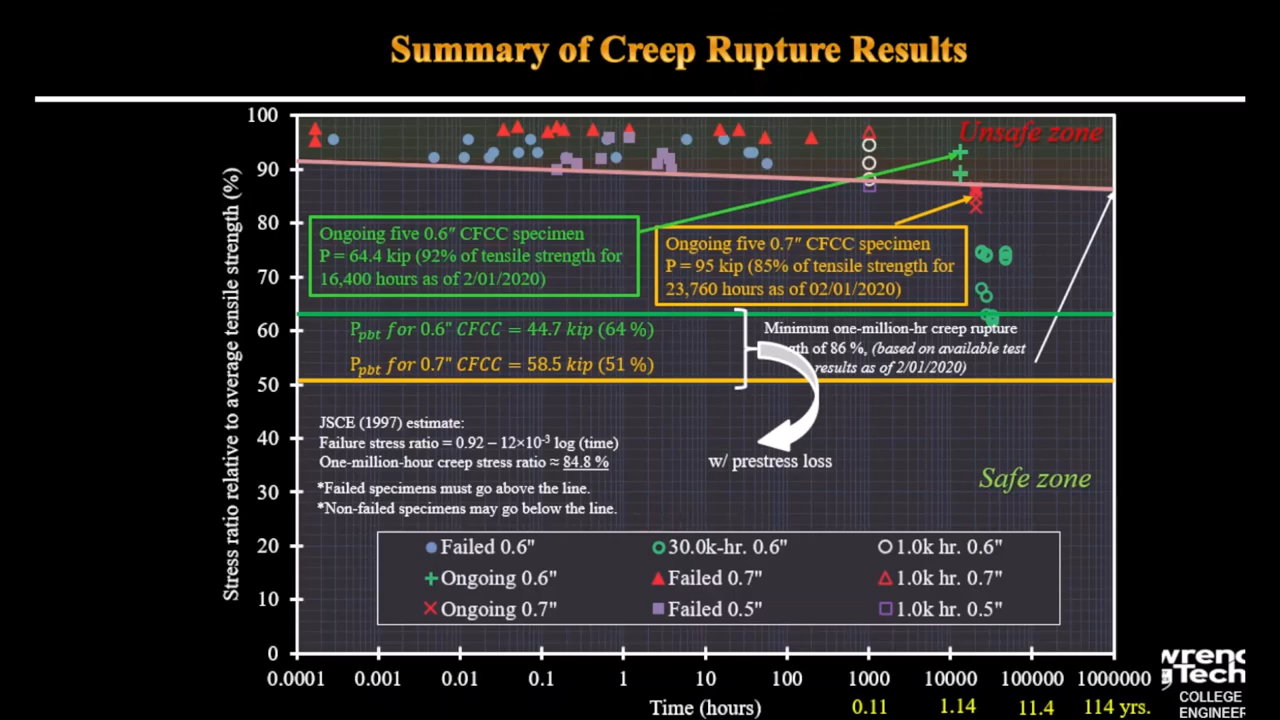 Summary of Creep Rupture Results
Stress ratio relative to average tensile strength (%)
100
90
80
70
60
50
40
30
20
10
0
Unsafe zone
Ongoing five 0.6" CFCC specimen
P = 64.4 kip (92% of tensile strength for
16,400 hours as of 2/01/2020)
Ongoing five 0.7" CFCC specimen
P = 95 kip (85% of tensile strength for
23,760 hours as of 02/01/2020)
Ppbt for 0.6" CFCC = 44.7 kip (64 %)
Ppbt for 0.7" CFCC = 58.5 kip (51 %)
Minimum one-million-hr creep rupture
of 86 %, (based on available test
results as of 2/01/2020)
JSCE (1997) estimate:
Failure stress ratio = 0.92 – 12×10-3 log (time)
One-million-hour creep stress ratio ≈ 84.8 %
*Failed specimens must go above the line.
*Non-failed specimens may go below the line.
w/ prestress loss
Safe zone
Failed 0.6" 30.0k-hr. 0.6" 1.0k hr. 0.6"
Ongoing 0.6" Failed 0.7" 1.0k hr. 0.7"
Ongoing 0.7" Failed 0.5" 1.0k hr. 0.5"
0.0001 0.001 0.01 0.1 1 10 100 1000 10000 100000 1000000
Time (hours) 0.11 1.14 11.4 114 yrs.
Tech
COLLEGE